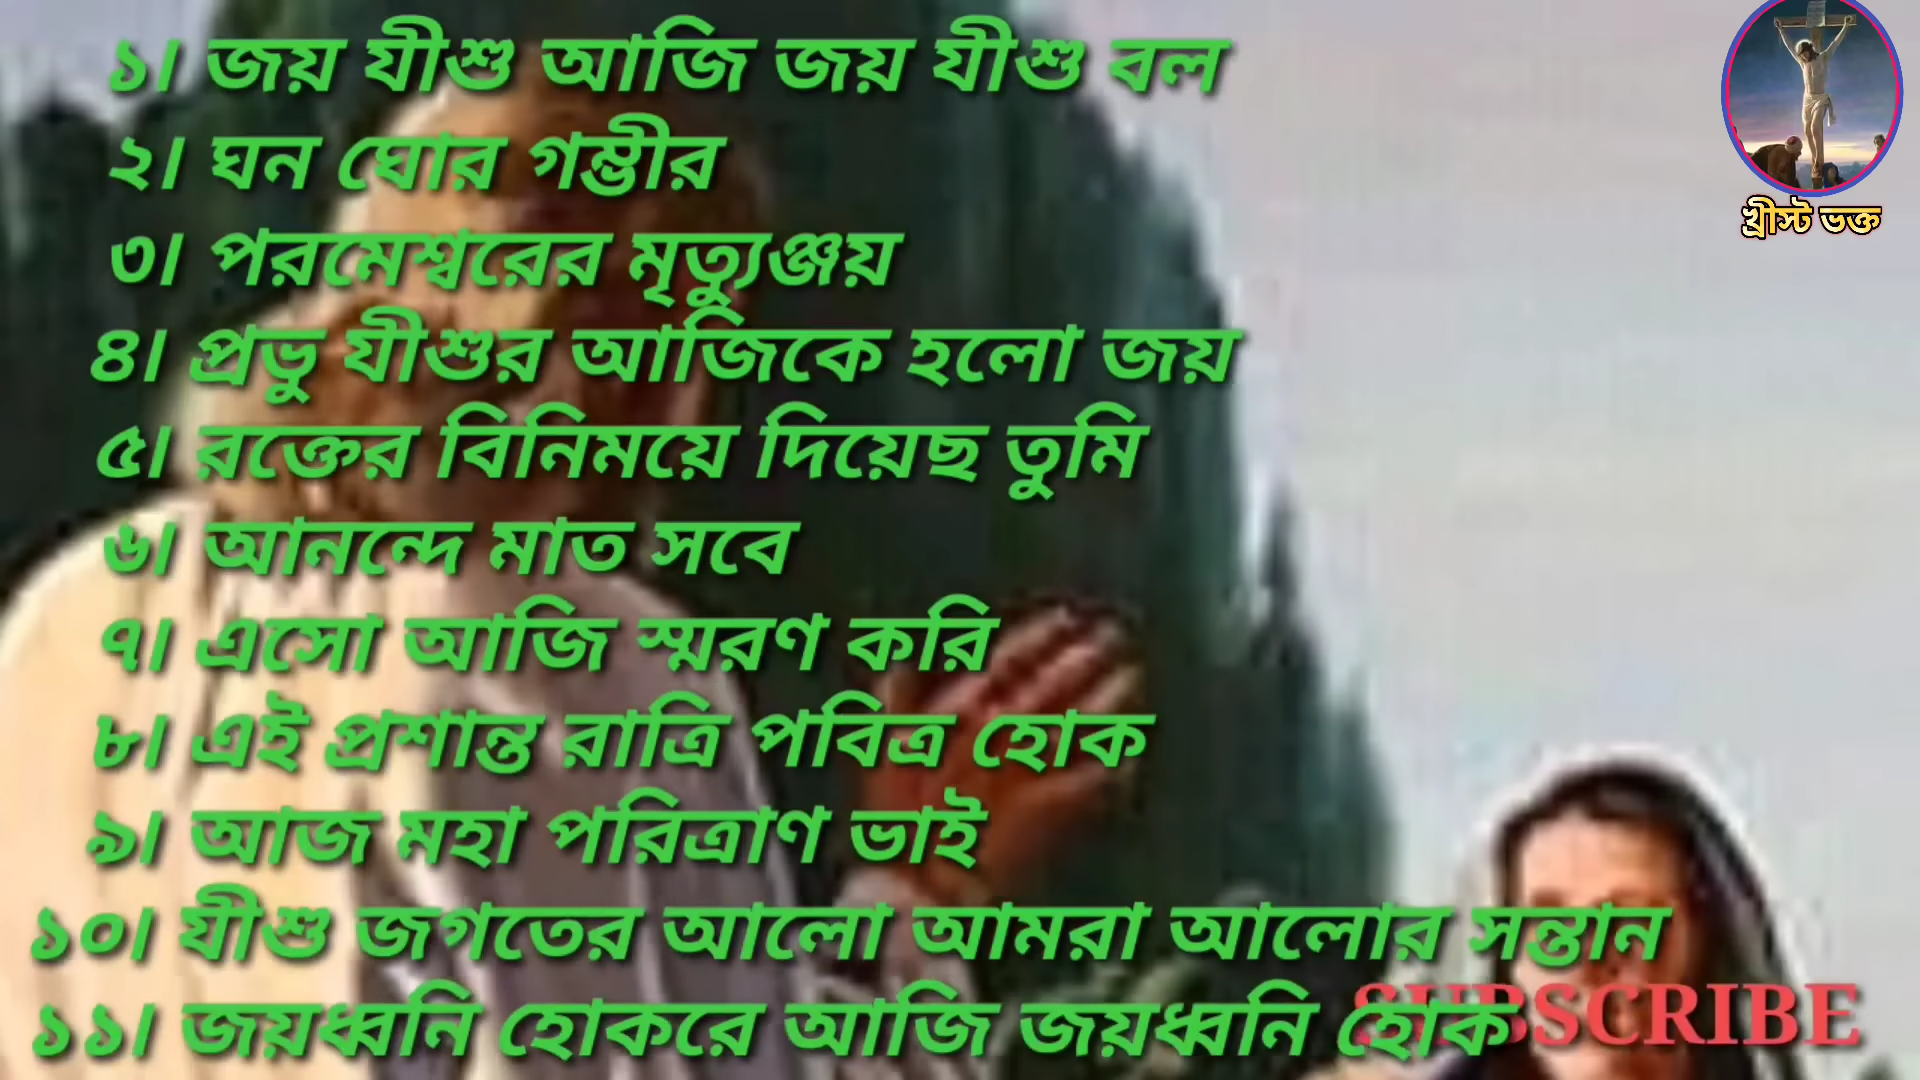 ১। জয় যীশু আজি জয় যীশু বল
২। ঘন ঘোর গম্ভীর
৩। পরমেশ্বরের মৃত্যুঞ্জয়
৪। প্রভু যীশুর আজিকে হলো জয়
৫। রক্তের বিনিময়ে দিয়েছ তুমি
৬। আনন্দে মাত সবে
৭। এসো আজি স্মরণ করি
৮। এই প্রশান্ত রাত্রি পবিত্র হোক
৯। আজ মহা পরিত্রাণ ভাই
১০। যীশু জগতের আলো আমরা আলোর সন্তান
১১। জয়ধ্বনি হোকরে আজি জয়ধ্বনি হোক
খ্রীস্ট ভক্ত
SUBSCRIBE